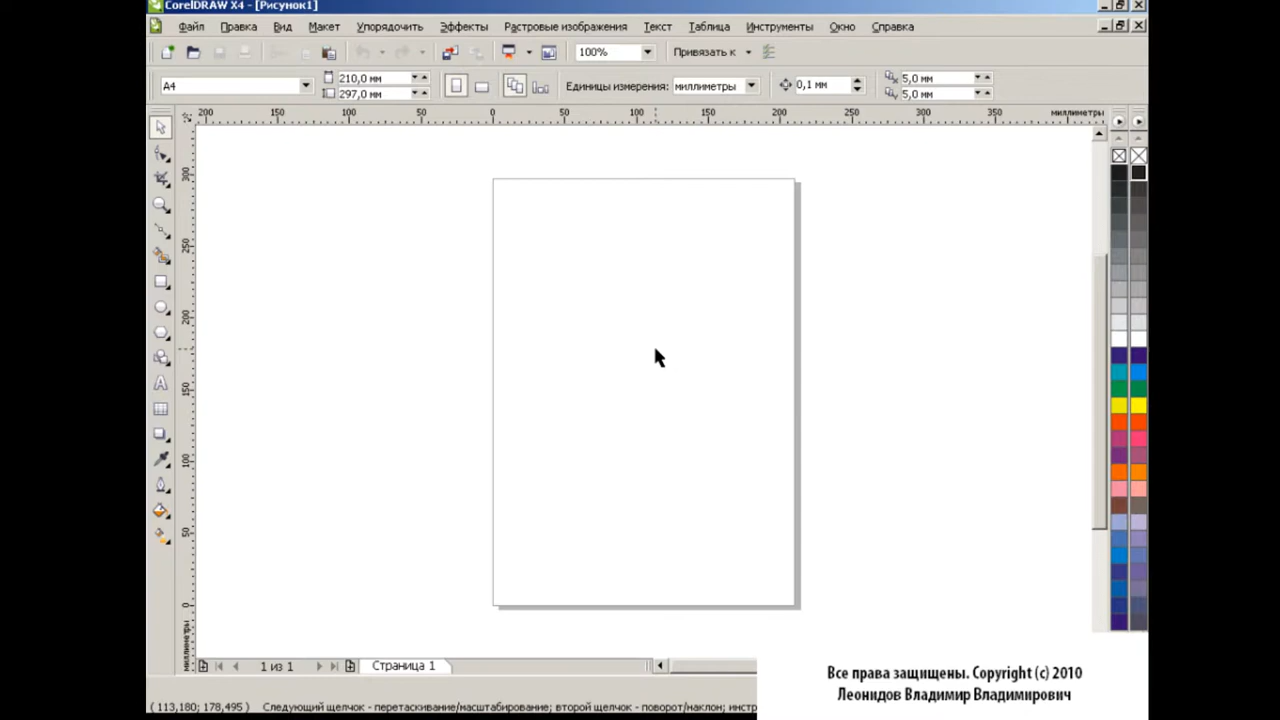 CorelDRAW X4 - [Рисунок1]
Файл Правка Вид Макет Упорядочить Эффекты Растровые изображения Текст Таблица Инструменты Окно Справка
100% Привязать к
A4 210,0 мм 297,0 мм Единицы измерения: миллиметры 0,1 мм 5,0 мм 5,0 мм
200 150 100 50 0 50 100 150 200 250 300 350 миллиметры
300
250
200
150
100
50
0
миллиметры
1 из 1 Страница 1
( 113,180; 178,495 ) Следующий щелчок - перетаскивание/масштабирование; второй щелчок - поворот/наклон; инстр
Все права защищены. Copyright (c) 2010
Леонидов Владимир Владимирович